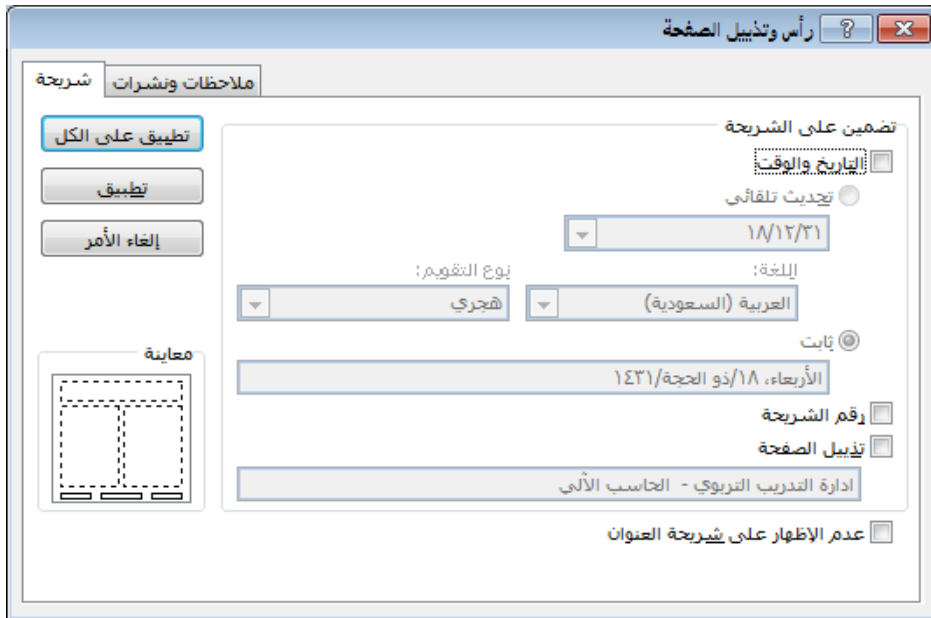 رأس وتذييل الصفحة
شريحة
ملاحظات ونشرات
تضمين على الشريحة
التاريخ والوقت
تحديث تلقائي
١٨/١٢/٣١
اللغة:
نوع التقويم:
العربية (السعودية)
هجري
ثابت
الأربعاء، ١٨/ذو الحجة/١٤٣١
رقم الشريحة
تذييل الصفحة
ادارة التدريب التربوي - الحاسب الآلي
عدم الإظهار على شريحة العنوان
تطبيق على الكل
تطبيق
إلغاء الأمر
معاينة